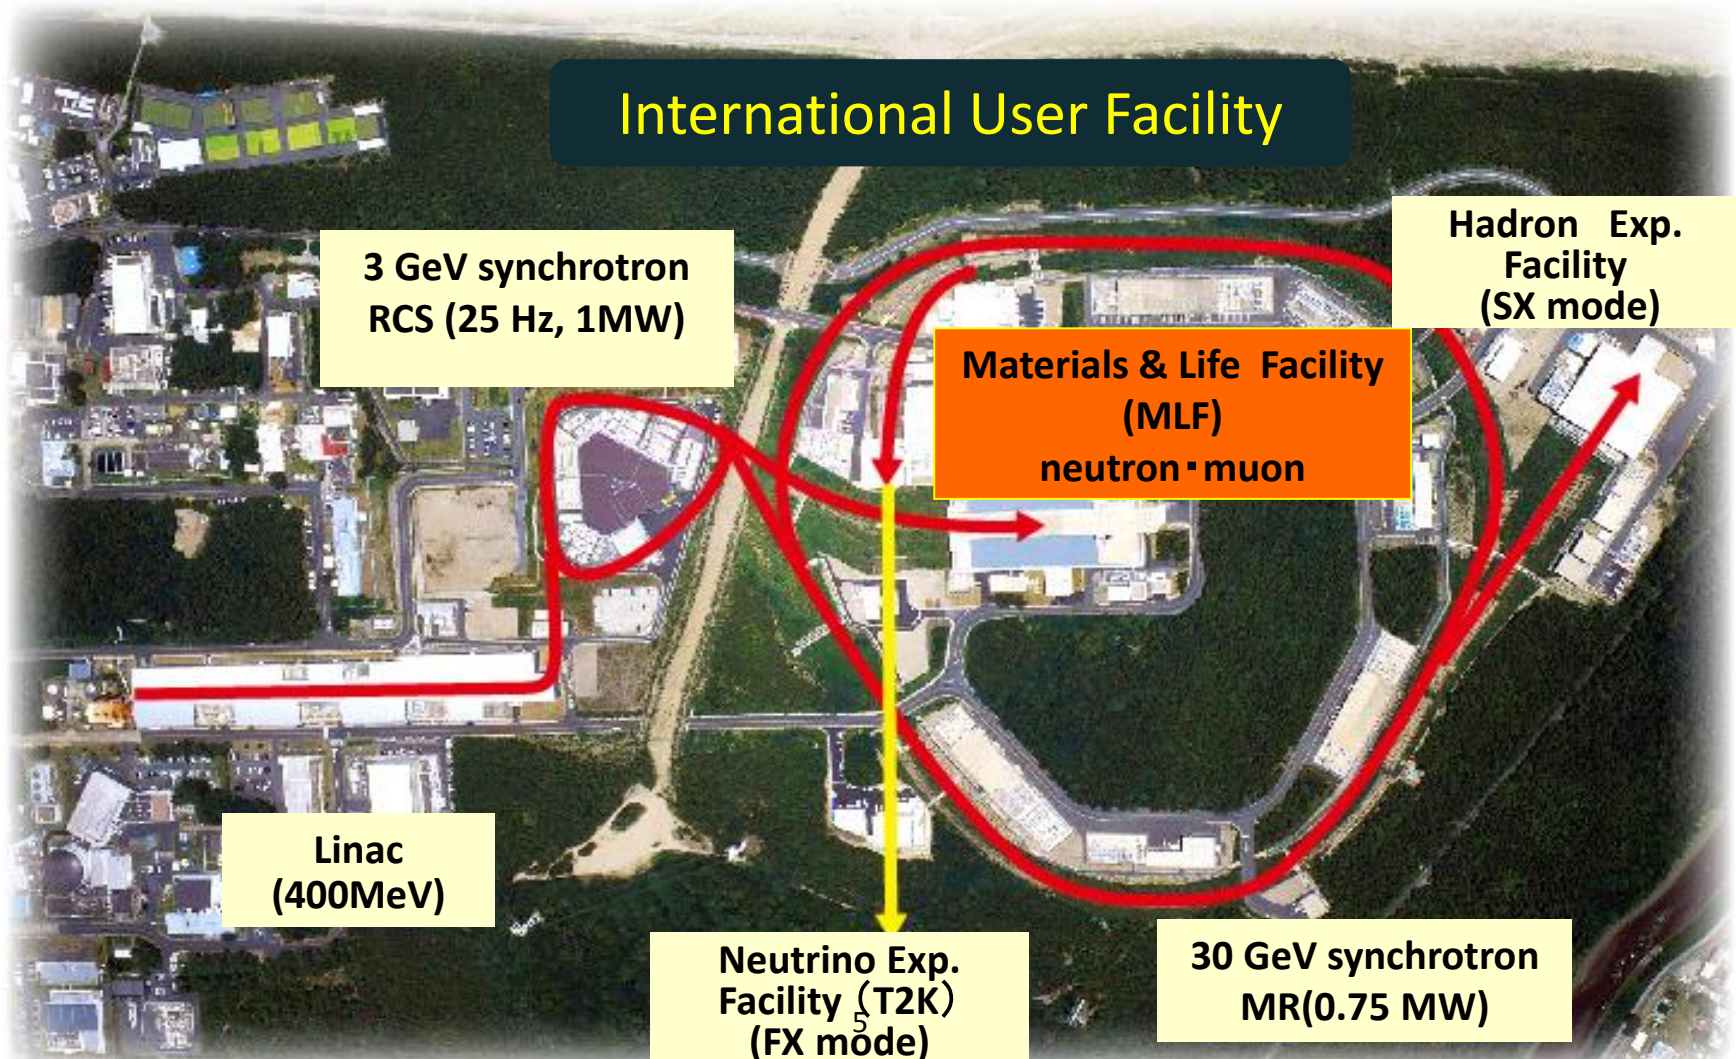 International User Facility
Hadron Exp.
Facility
(SX mode)
3 GeV synchrotron
RCS (25 Hz, 1MW)
Materials & Life Facility
(MLF)
neutron・muon
Linac
(400MeV)
Neutrino Exp.
Facility（T2K）
(FX mode)
5
30 GeV synchrotron
MR(0.75 MW)